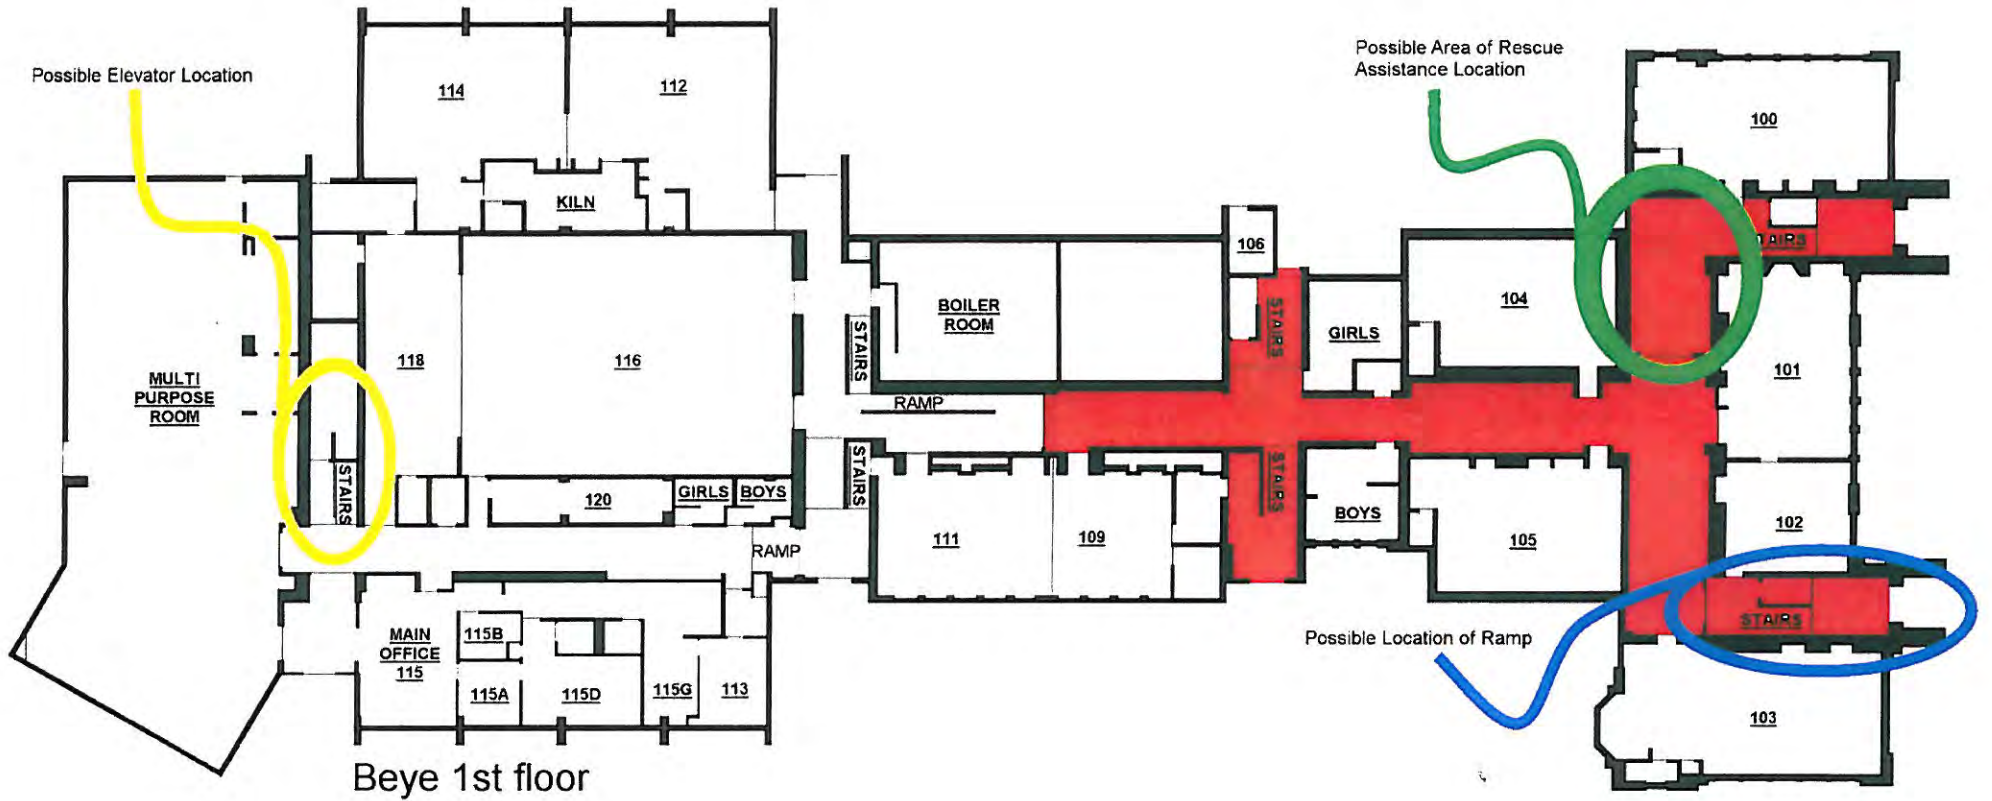 Possible Elevator Location
Possible Area of Rescue
Assistance Location
114
112
100
KILN
106
STAIRS
BOILER
ROOM
STAIRS
104
GIRLS
118
116
STAIRS
101
MULTI
PURPOSE
ROOM
RAMP
STAIRS
STAIRS
STAIRS
120
GIRLS
BOYS
BOYS
111
109
105
102
RAMP
STAIRS
Possible Location of Ramp
MAIN
OFFICE
115
115B
115A
115D
115G
113
103
Beye 1st floor